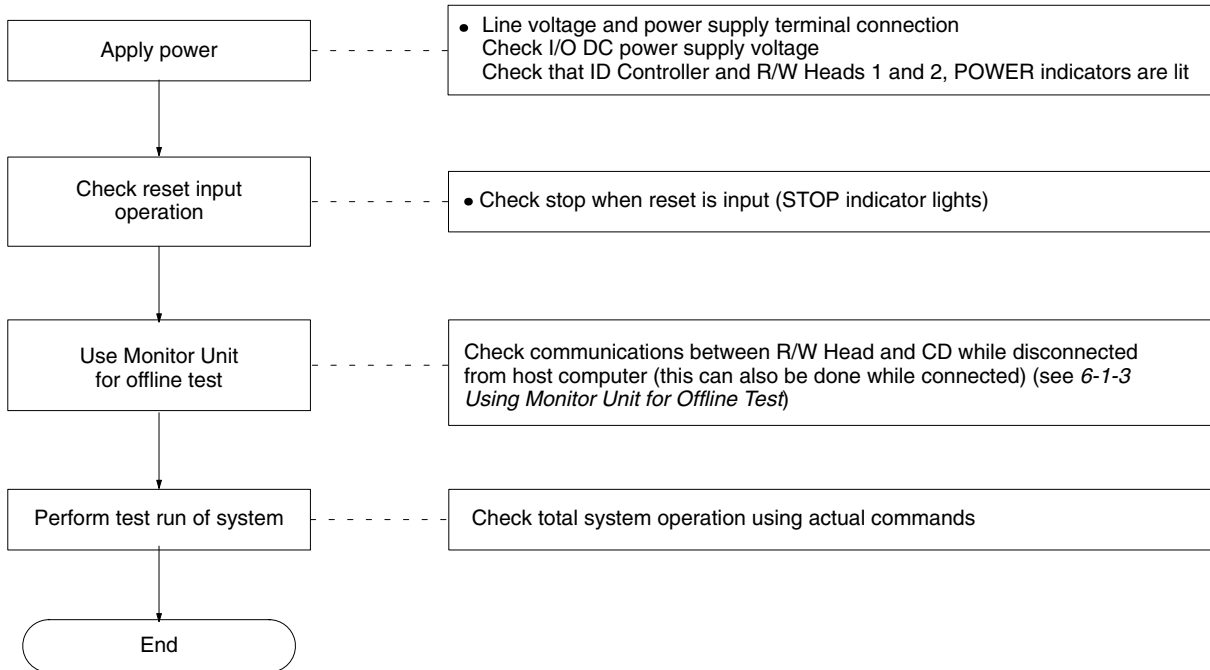 Apply power
• Line voltage and power supply terminal connection
Check I/O DC power supply voltage
Check that ID Controller and R/W Heads 1 and 2, POWER indicators are lit
Check reset input
operation
• Check stop when reset is input (STOP indicator lights)
Use Monitor Unit
for offline test
Check communications between R/W Head and CD while disconnected
from host computer (this can also be done while connected) (see 6-1-3
Using Monitor Unit for Offline Test)
Perform test run of system
Check total system operation using actual commands
End